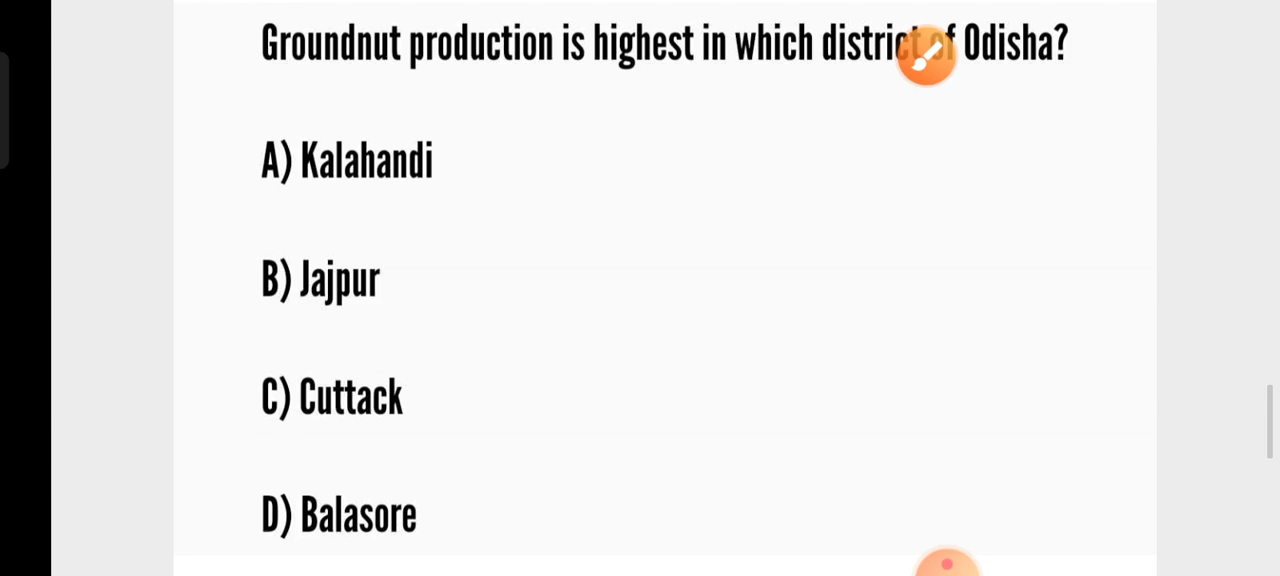 Groundnut production is highest in which district of Odisha?
A) Kalahandi
B) Jajpur
C) Cuttack
D) Balasore